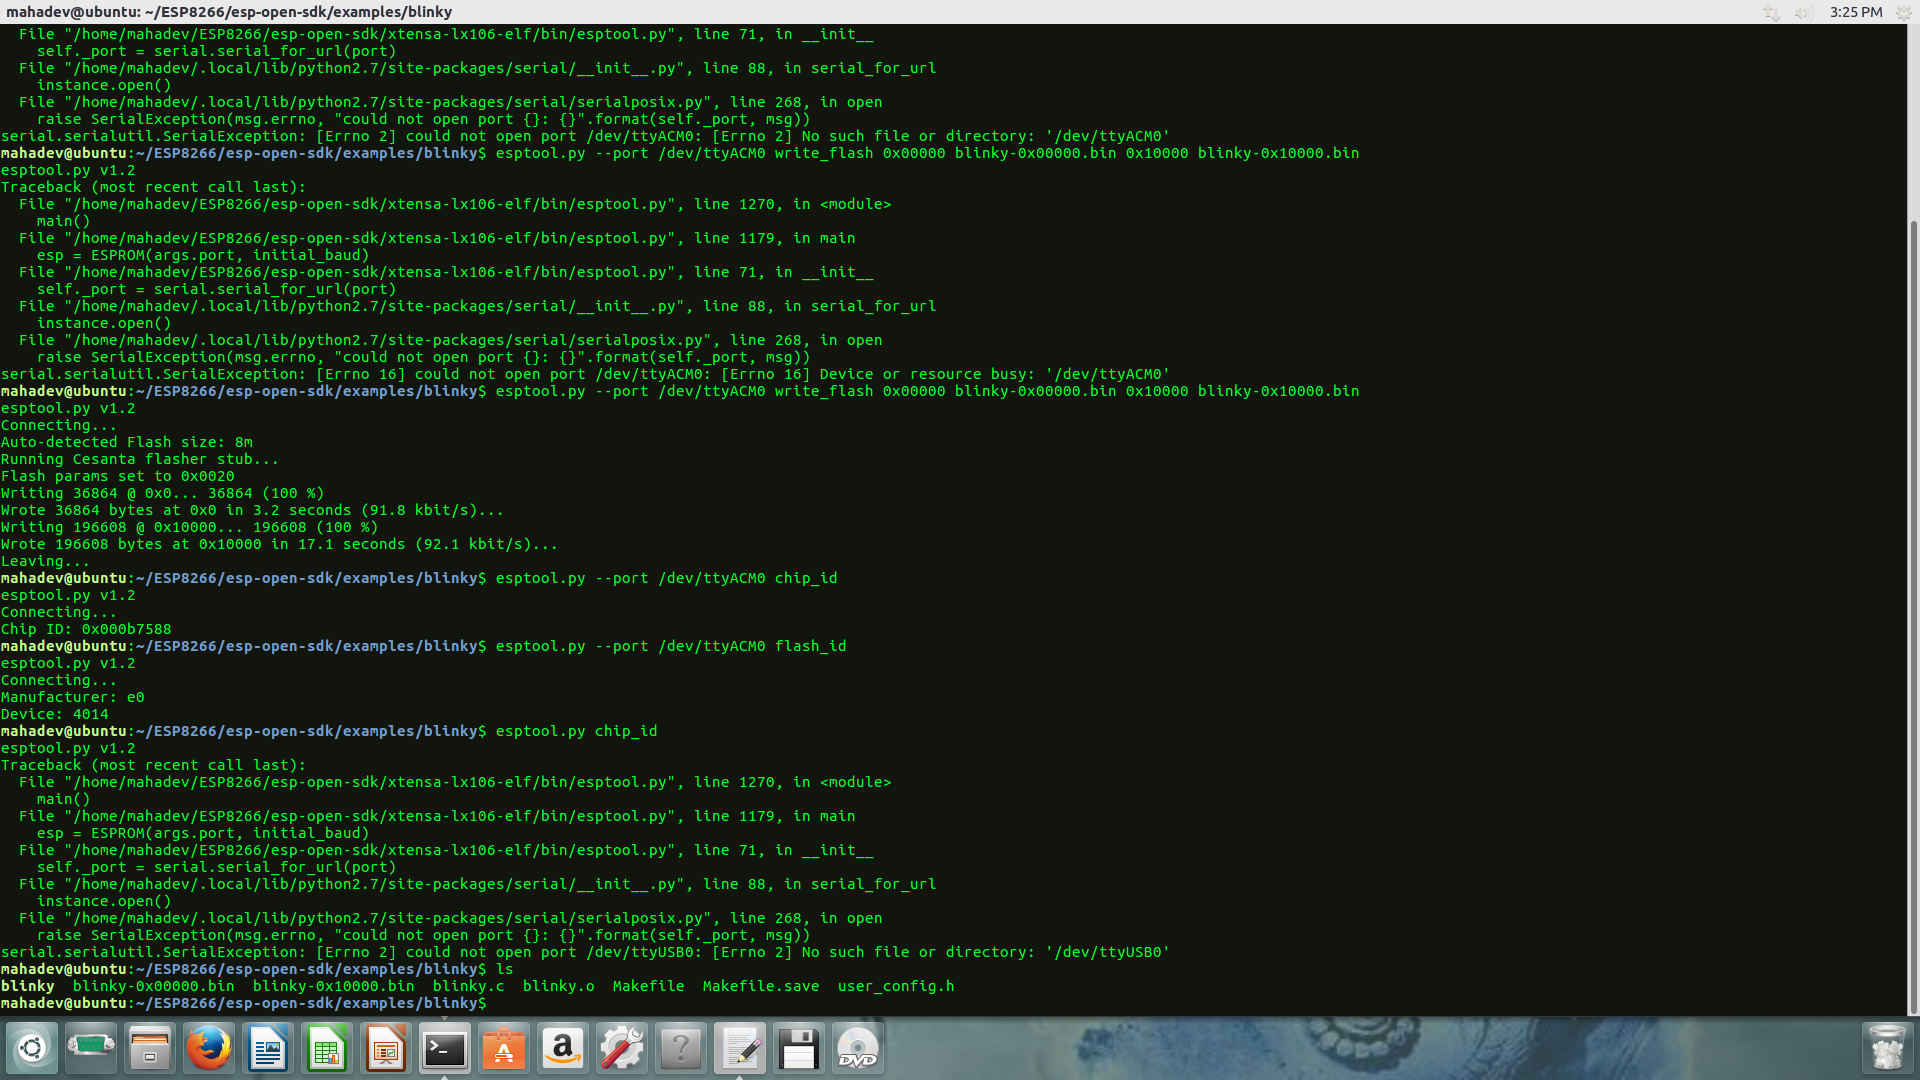 mahadev@ubuntu: ~/ESP8266/esp-open-sdk/examples/blinky
3:25 PM
File "/home/mahadev/ESP8266/esp-open-sdk/xtensa-lx106-elf/bin/esptool.py", line 71, in __init__
self._port = serial.serial_for_url(port)
File "/home/mahadev/.local/lib/python2.7/site-packages/serial/__init__.py", line 88, in serial_for_url
instance.open()
File "/home/mahadev/.local/lib/python2.7/site-packages/serial/serialposix.py", line 268, in open
raise SerialException(msg.errno, "could not open port {}: {}".format(self._port, msg))
serial.serialutil.SerialException: [Errno 2] could not open port /dev/ttyACM0: [Errno 2] No such file or directory: '/dev/ttyACM0'
mahadev@ubuntu:~/ESP8266/esp-open-sdk/examples/blinky$ esptool.py --port /dev/ttyACM0 write_flash 0x00000 blinky-0x00000.bin 0x10000 blinky-0x10000.bin
esptool.py v1.2
Traceback (most recent call last):
File "/home/mahadev/ESP8266/esp-open-sdk/xtensa-lx106-elf/bin/esptool.py", line 1270, in <module>
main()
File "/home/mahadev/ESP8266/esp-open-sdk/xtensa-lx106-elf/bin/esptool.py", line 1179, in main
esp = ESPROM(args.port, initial_baud)
File "/home/mahadev/ESP8266/esp-open-sdk/xtensa-lx106-elf/bin/esptool.py", line 71, in __init__
self._port = serial.serial_for_url(port)
File "/home/mahadev/.local/lib/python2.7/site-packages/serial/__init__.py", line 88, in serial_for_url
instance.open()
File "/home/mahadev/.local/lib/python2.7/site-packages/serial/serialposix.py", line 268, in open
raise SerialException(msg.errno, "could not open port {}: {}".format(self._port, msg))
serial.serialutil.SerialException: [Errno 16] could not open port /dev/ttyACM0: [Errno 16] Device or resource busy: '/dev/ttyACM0'
mahadev@ubuntu:~/ESP8266/esp-open-sdk/examples/blinky$ esptool.py --port /dev/ttyACM0 write_flash 0x00000 blinky-0x00000.bin 0x10000 blinky-0x10000.bin
esptool.py v1.2
Connecting...
Auto-detected Flash size: 8m
Running Cesanta flasher stub...
Flash params set to 0x0020
Writing 36864 @ 0x0... 36864 (100 %)
Wrote 36864 bytes at 0x0 in 3.2 seconds (91.8 kbit/s)...
Writing 196608 @ 0x10000... 196608 (100 %)
Wrote 196608 bytes at 0x10000 in 17.1 seconds (92.1 kbit/s)...
Leaving...
mahadev@ubuntu:~/ESP8266/esp-open-sdk/examples/blinky$ esptool.py --port /dev/ttyACM0 chip_id
esptool.py v1.2
Connecting...
Chip ID: 0x000b7588
mahadev@ubuntu:~/ESP8266/esp-open-sdk/examples/blinky$ esptool.py --port /dev/ttyACM0 flash_id
esptool.py v1.2
Connecting...
Manufacturer: e0
Device: 4014
mahadev@ubuntu:~/ESP8266/esp-open-sdk/examples/blinky$ esptool.py chip_id
esptool.py v1.2
Traceback (most recent call last):
File "/home/mahadev/ESP8266/esp-open-sdk/xtensa-lx106-elf/bin/esptool.py", line 1270, in <module>
main()
File "/home/mahadev/ESP8266/esp-open-sdk/xtensa-lx106-elf/bin/esptool.py", line 1179, in main
esp = ESPROM(args.port, initial_baud)
File "/home/mahadev/ESP8266/esp-open-sdk/xtensa-lx106-elf/bin/esptool.py", line 71, in __init__
self._port = serial.serial_for_url(port)
File "/home/mahadev/.local/lib/python2.7/site-packages/serial/__init__.py", line 88, in serial_for_url
instance.open()
File "/home/mahadev/.local/lib/python2.7/site-packages/serial/serialposix.py", line 268, in open
raise SerialException(msg.errno, "could not open port {}: {}".format(self._port, msg))
serial.serialutil.SerialException: [Errno 2] could not open port /dev/ttyUSB0: [Errno 2] No such file or directory: '/dev/ttyUSB0'
mahadev@ubuntu:~/ESP8266/esp-open-sdk/examples/blinky$ ls
blinky blinky-0x00000.bin blinky-0x10000.bin blinky.c blinky.o Makefile Makefile.save user_config.h
mahadev@ubuntu:~/ESP8266/esp-open-sdk/examples/blinky$
>_ A a ? DVD